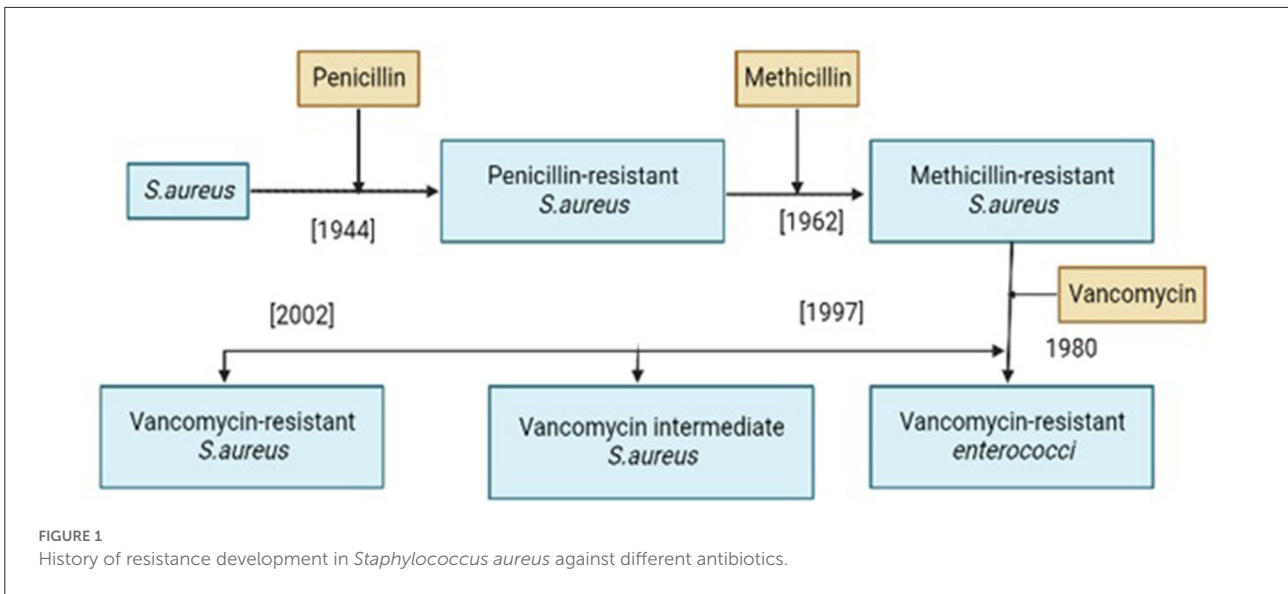 Penicillin
Methicillin
S.aureus
Penicillin-resistant
S.aureus
Methicillin-resistant
S.aureus
[1944]
[1962]
Vancomycin
[2002]
[1997]
1980
Vancomycin-resistant
S.aureus
Vancomycin intermediate
S.aureus
Vancomycin-resistant
enterococci
FIGURE 1
History of resistance development in Staphylococcus aureus against different antibiotics.